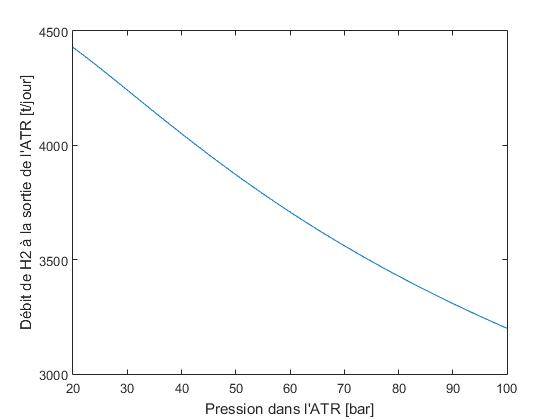 4500
4000
3500
3000
Débit de H2 à la sortie de l'ATR [t/jour]
20 30 40 50 60 70 80 90 100
Pression dans l'ATR [bar]